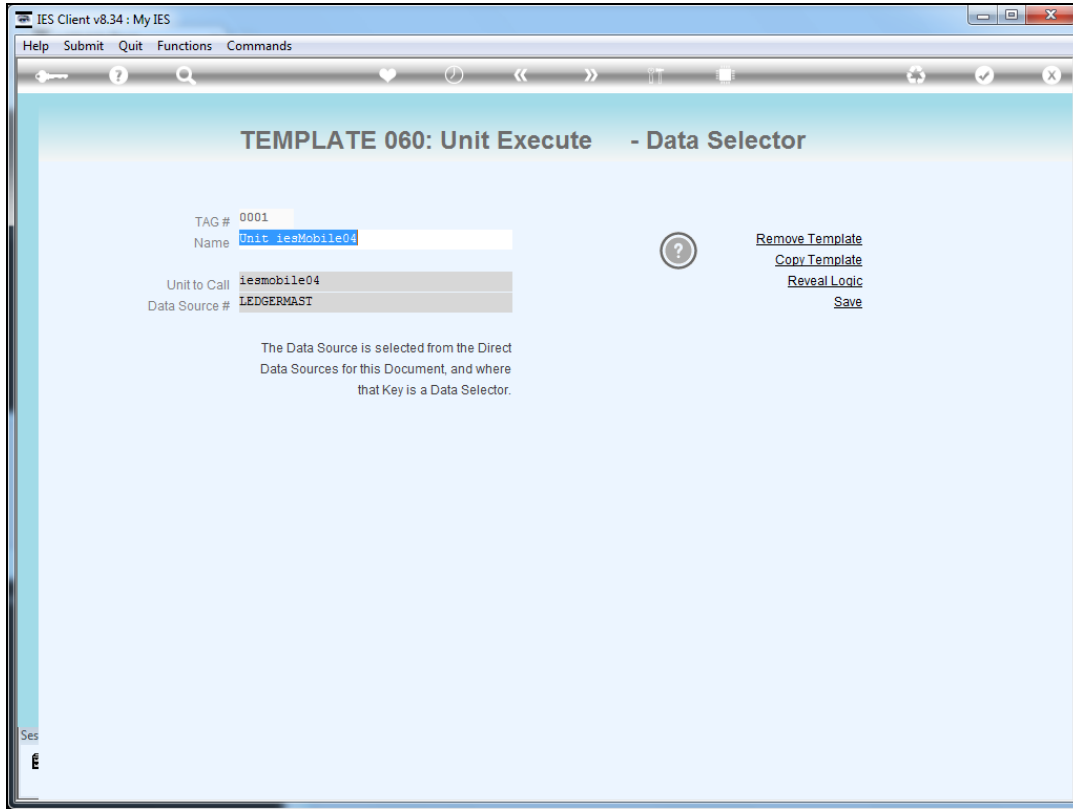 IES Client v8.34 : My IES
Help Submit Quit Functions Commands
TEMPLATE 060: Unit Execute - Data Selector
TAG # 0001
Name Unit iesMobile04
Remove Template
Copy Template
Unit to Call iesmobile04
Reveal Logic
Data Source # LEDGERMAST
Save
The Data Source is selected from the Direct
Data Sources for this Document, and where
that Key is a Data Selector.
Ses